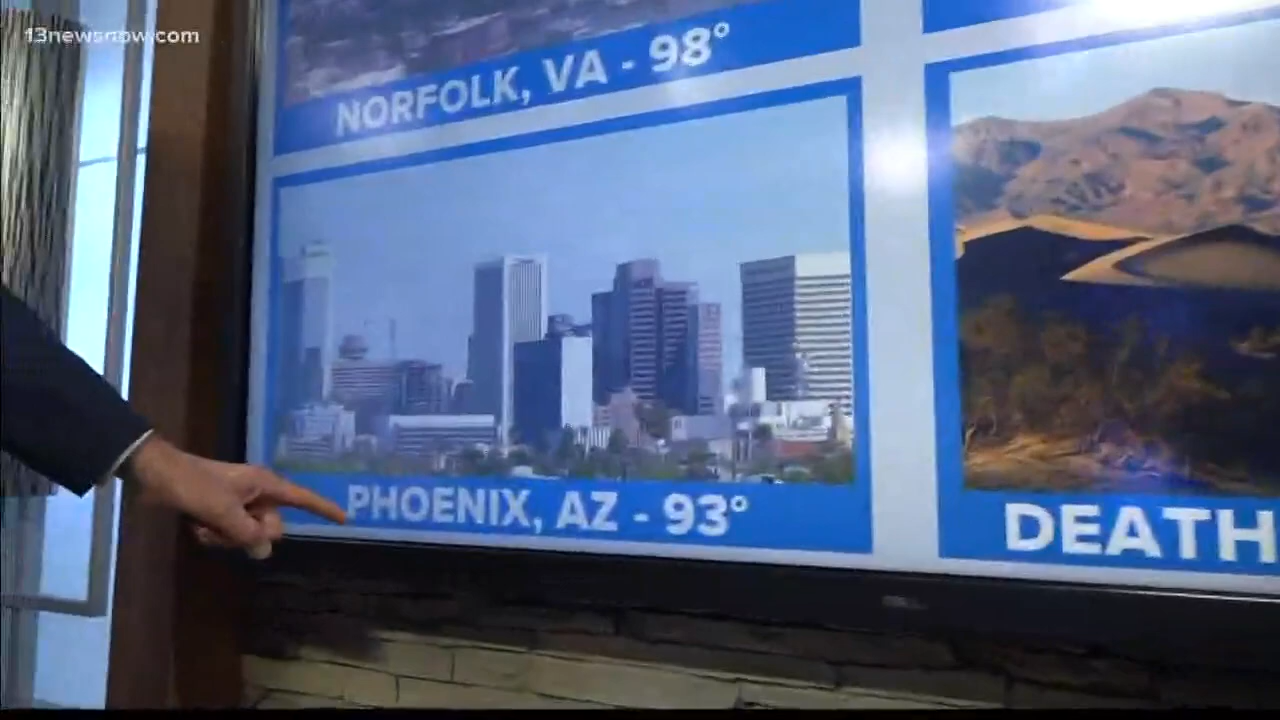 13newsnow.com
NORFOLK, VA - 98°
PHOENIX, AZ - 93°
DEATH